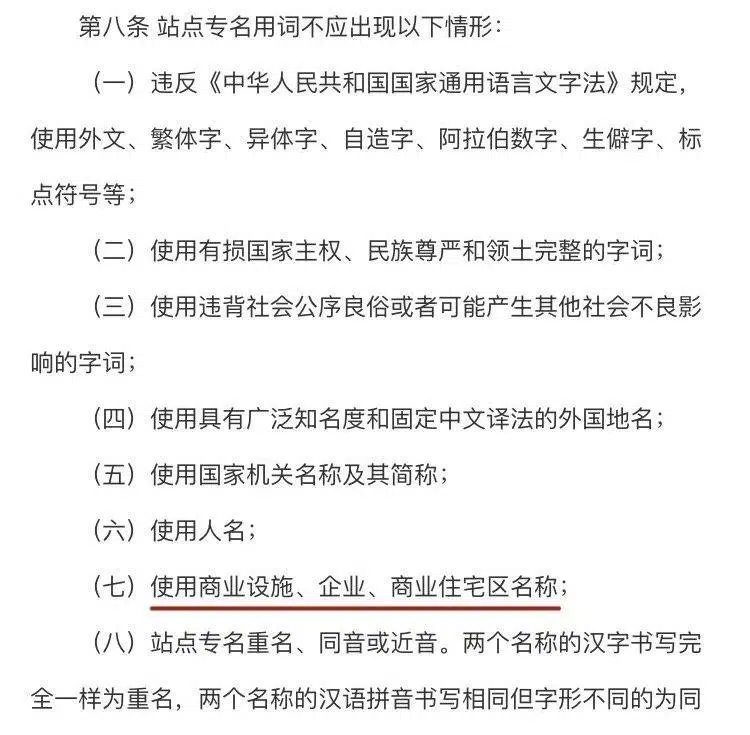 第八条 站点专名用词不应出现以下情形：
（一）违反《中华人民共和国国家通用语言文字法》规定，
使用外文、繁体字、异体字、自造字、阿拉伯数字、生僻字、标
点符号等；
（二）使用有损国家主权、民族尊严和领土完整的字词；
（三）使用违背社会公序良俗或者可能产生其他社会不良影
响的字词；
（四）使用具有广泛知名度和固定中文译法的外国地名；
（五）使用国家机关名称及其简称；
（六）使用人名；
（七）使用商业设施、企业、商业住宅区名称；
（八）站点专名重名、同音或近音。两个名称的汉字书写完
全一样为重名，两个名称的汉语拼音书写相同但字形不同的为同